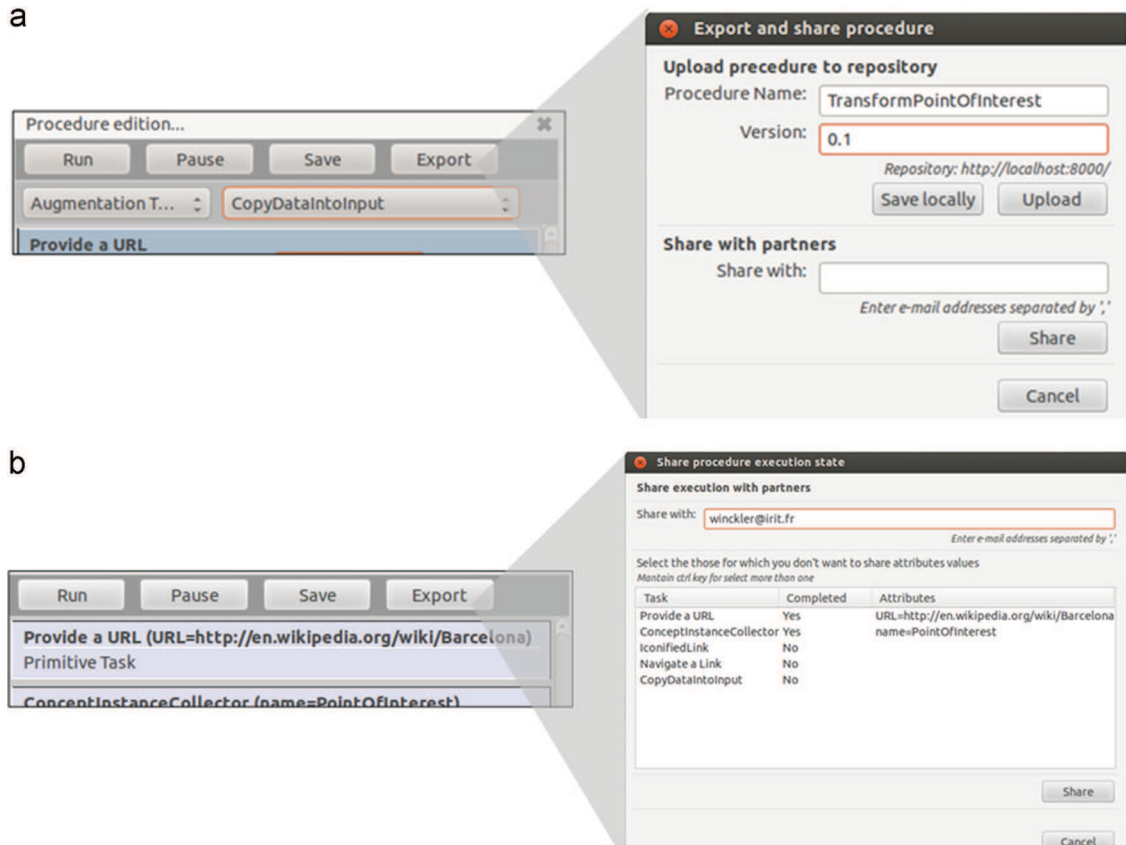 a
Procedure edition...
Run Pause Save Export
Augmentation T... CopyDataIntoInput
Provide a URL
Export and share procedure
Upload precedure to repository
Procedure Name: TransformPointOfInterest
Version: 0.1
Repository: http://localhost:8000/
Save locally Upload
Share with partners
Share with:
Enter e-mail addresses separated by ','
Share
Cancel
b
Run Pause Save Export
Provide a URL (URL=http://en.wikipedia.org/wiki/Barcelona)
Primitive Task
ConceptInstanceCollector (name=PointOfInterest)
Share procedure execution state
Share execution with partners
Share with: winckler@irit.fr
Enter e-mail addresses separated by ','
Select the those for which you don't want to share attributes values
Mantain ctrl key for select more than one
Task Completed Attributes
Provide a URL Yes URL=http://en.wikipedia.org/wiki/Barcelona
ConceptInstanceCollector Yes name=PointOfInterest
IconifiedLink No
Navigate a Link No
CopyDataIntoInput No
Share
Cancel